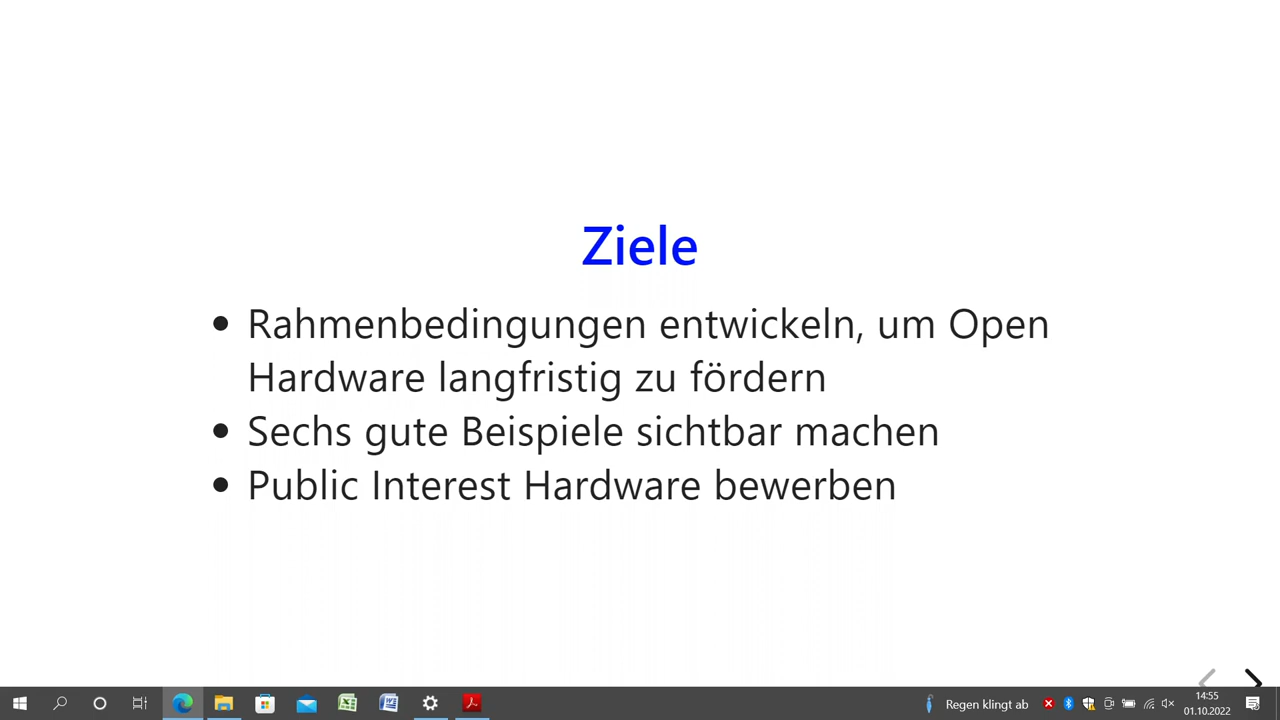 Ziele
• Rahmenbedingungen entwickeln, um Open
Hardware langfristig zu fördern
• Sechs gute Beispiele sichtbar machen
• Public Interest Hardware bewerben
Regen klingt ab
14:55
01.10.2022